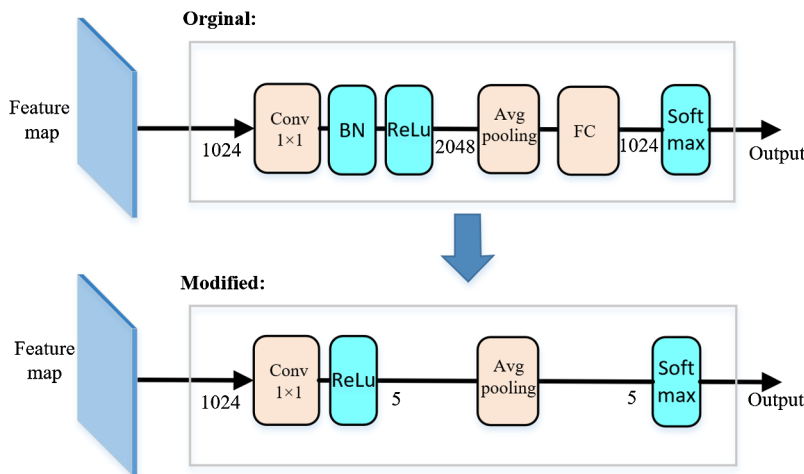 Orginal:
Feature
map
1024
Conv
1×1
BN
ReLu
2048
Avg
pooling
FC
1024
Soft
max
Output
Modified:
Feature
map
1024
Conv
1×1
ReLu
5
Avg
pooling
5
Soft
max
Output